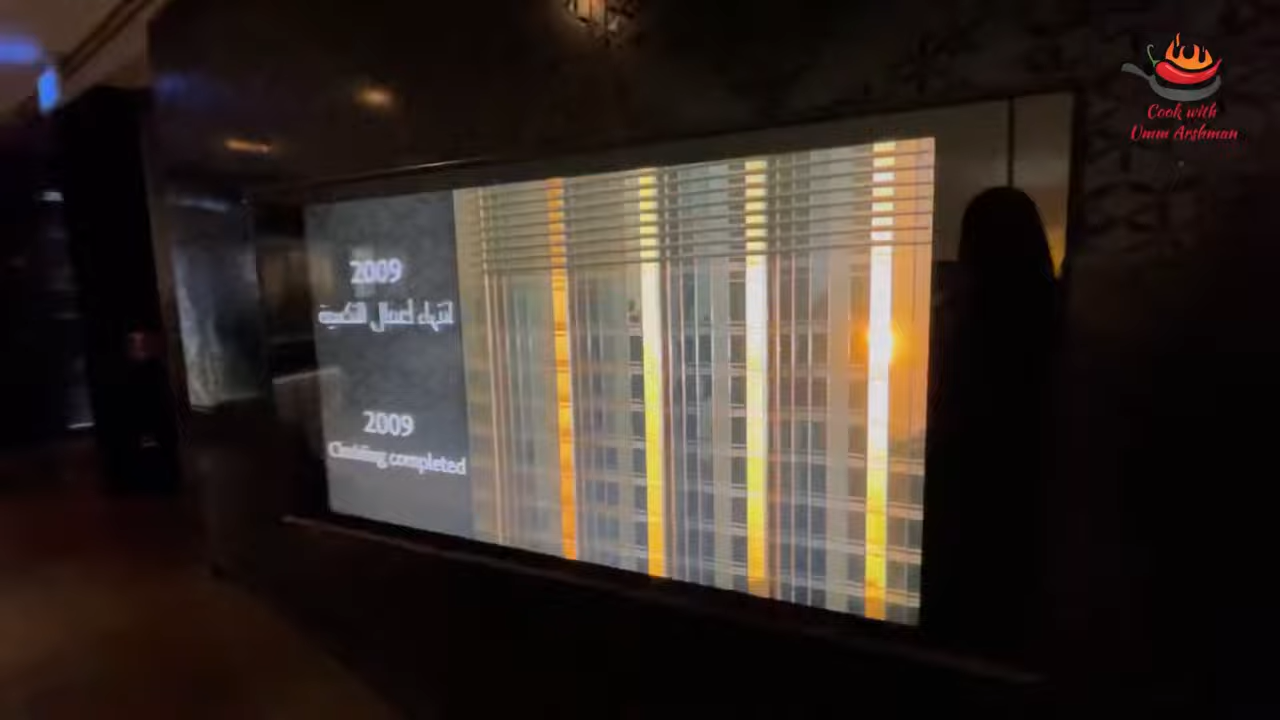 2009
انتهاء أعمال التكسية
2009
Cladding completed
Cook with
Umm Arshman